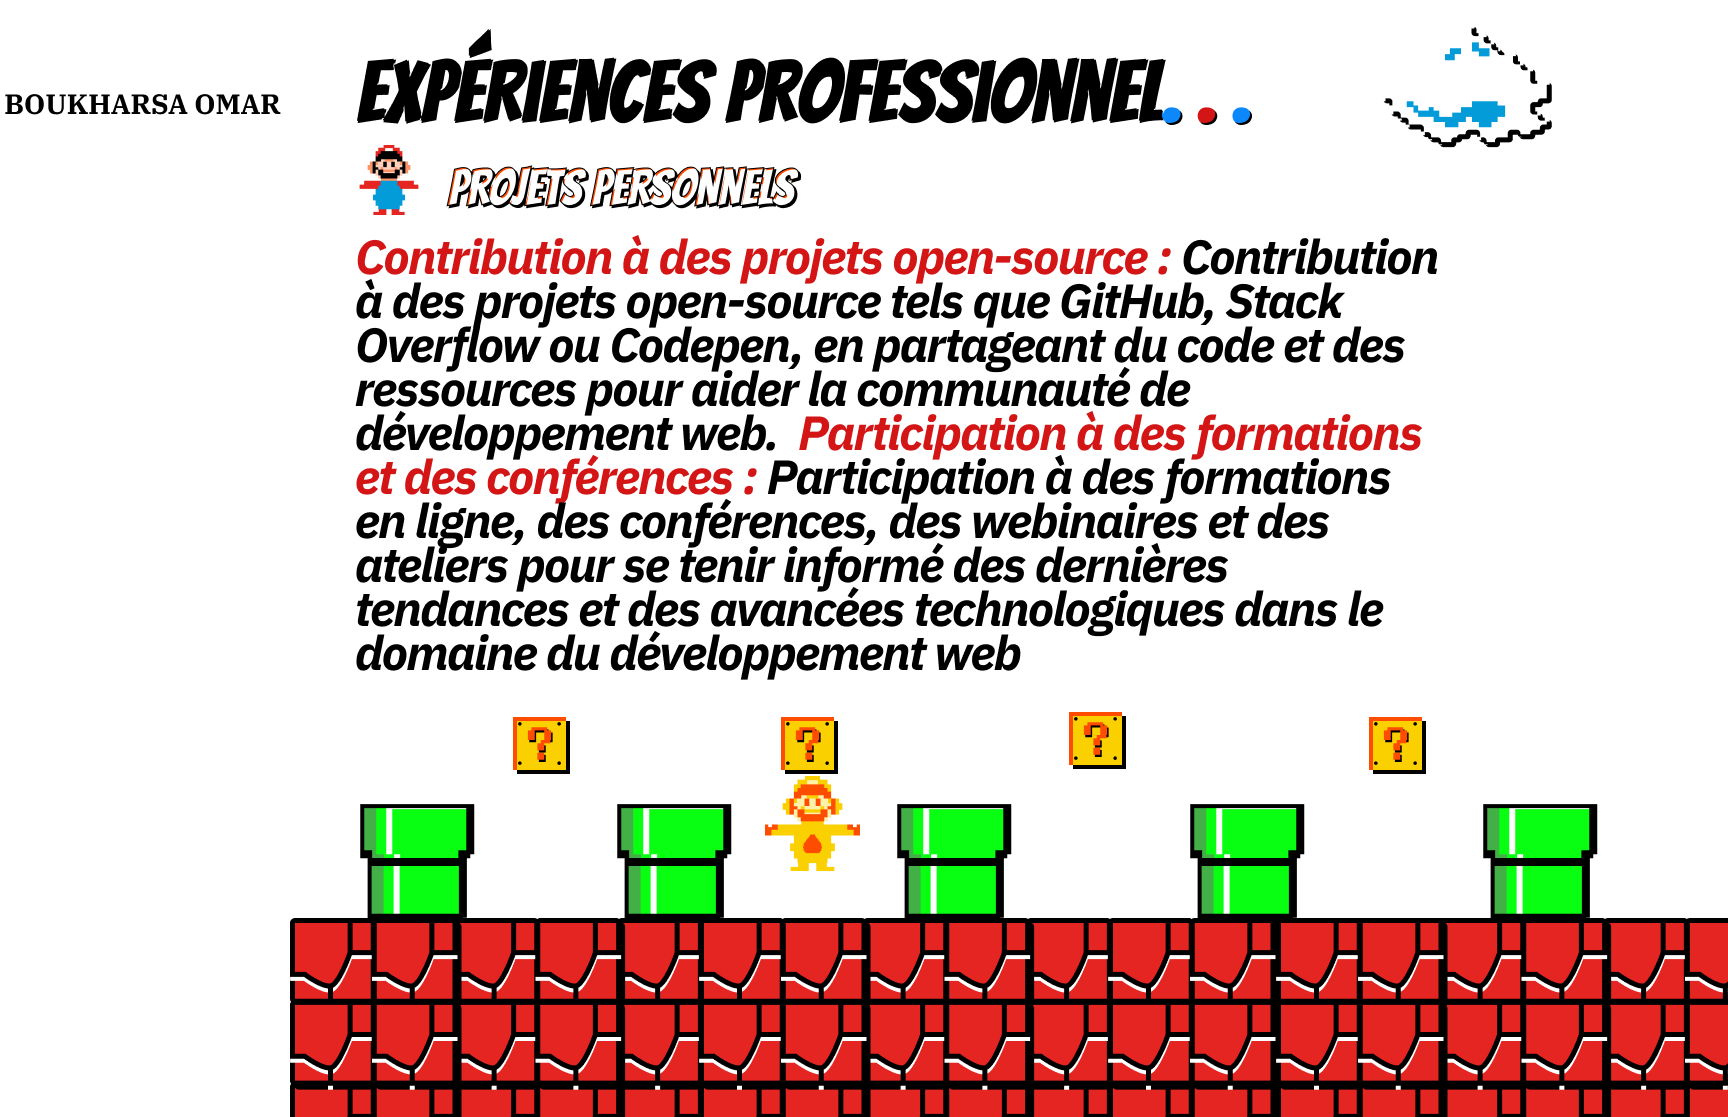 BOUKHARSA OMAR
EXPÉRIENCES PROFESSIONNEL...
PROJETS PERSONNELS
Contribution à des projets open-source : Contribution
à des projets open-source tels que GitHub, Stack
Overflow ou Codepen, en partageant du code et des
ressources pour aider la communauté de
développement web. Participation à des formations
et des conférences : Participation à des formations
en ligne, des conférences, des webinaires et des
ateliers pour se tenir informé des dernières
tendances et des avancées technologiques dans le
domaine du développement web
? ? ? ?